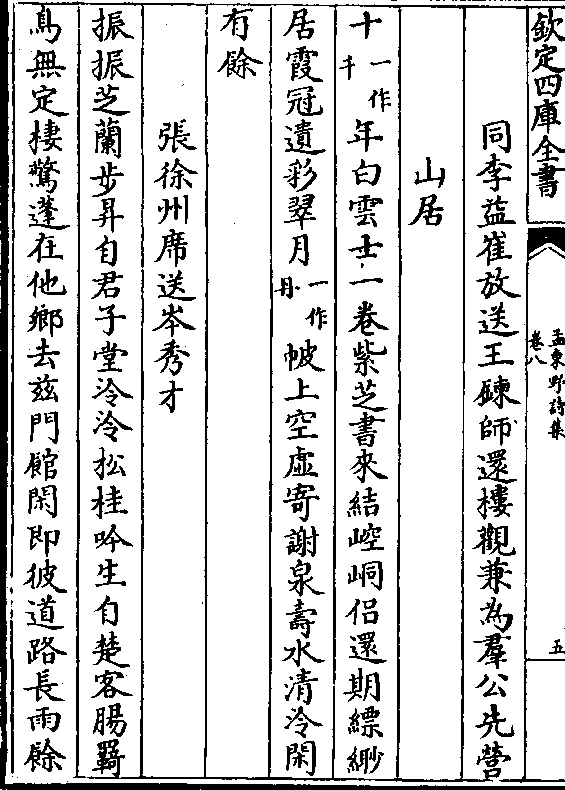 欽定四庫全書
孟東野詩集
卷八
五
同李益崔放送王鍊師還樓觀兼為羣公先營
山居
十一作千年白雲士一卷紫芝書來結崆峒侶還期縹緲
居霞冠遺彩翠月一作丹帔上空虛寄謝泉壽水清泠閑
有餘
張徐州席送岑秀才
振振芝蘭步昇自君子堂泠泠松桂吟生自楚客腸羇
鳥無定棲驚蓬在他鄉去兹門館閑即彼道路長雨餘